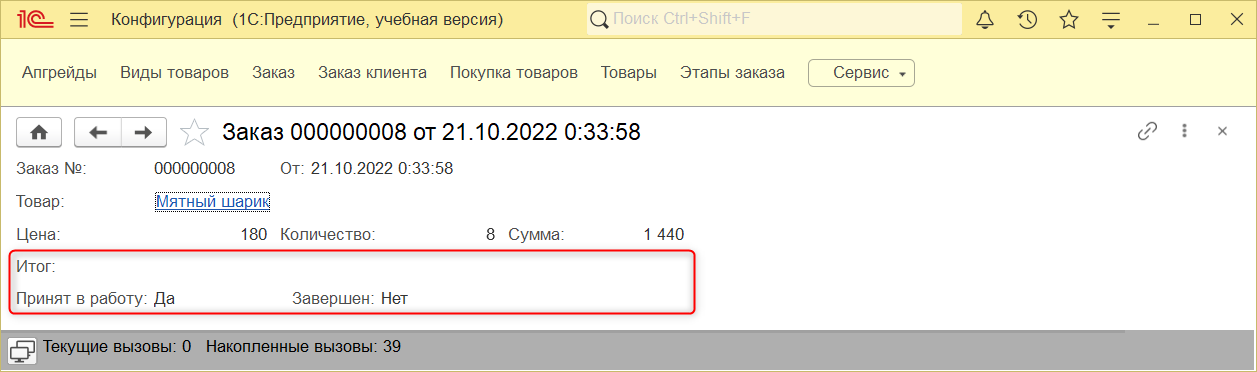 1С Конфигурация (1С:Предприятие, учебная версия) Поиск Ctrl+Shift+F
Апгрейды Виды товаров Заказ Заказ клиента Покупка товаров Товары Этапы заказа Сервис
Заказ 000000008 от 21.10.2022 0:33:58
Заказ №: 000000008 От: 21.10.2022 0:33:58
Товар: Мятный шарик
Цена: 180 Количество: 8 Сумма: 1 440
Итог:
Принят в работу: Да Завершен: Нет
Текущие вызовы: 0 Накопленные вызовы: 39